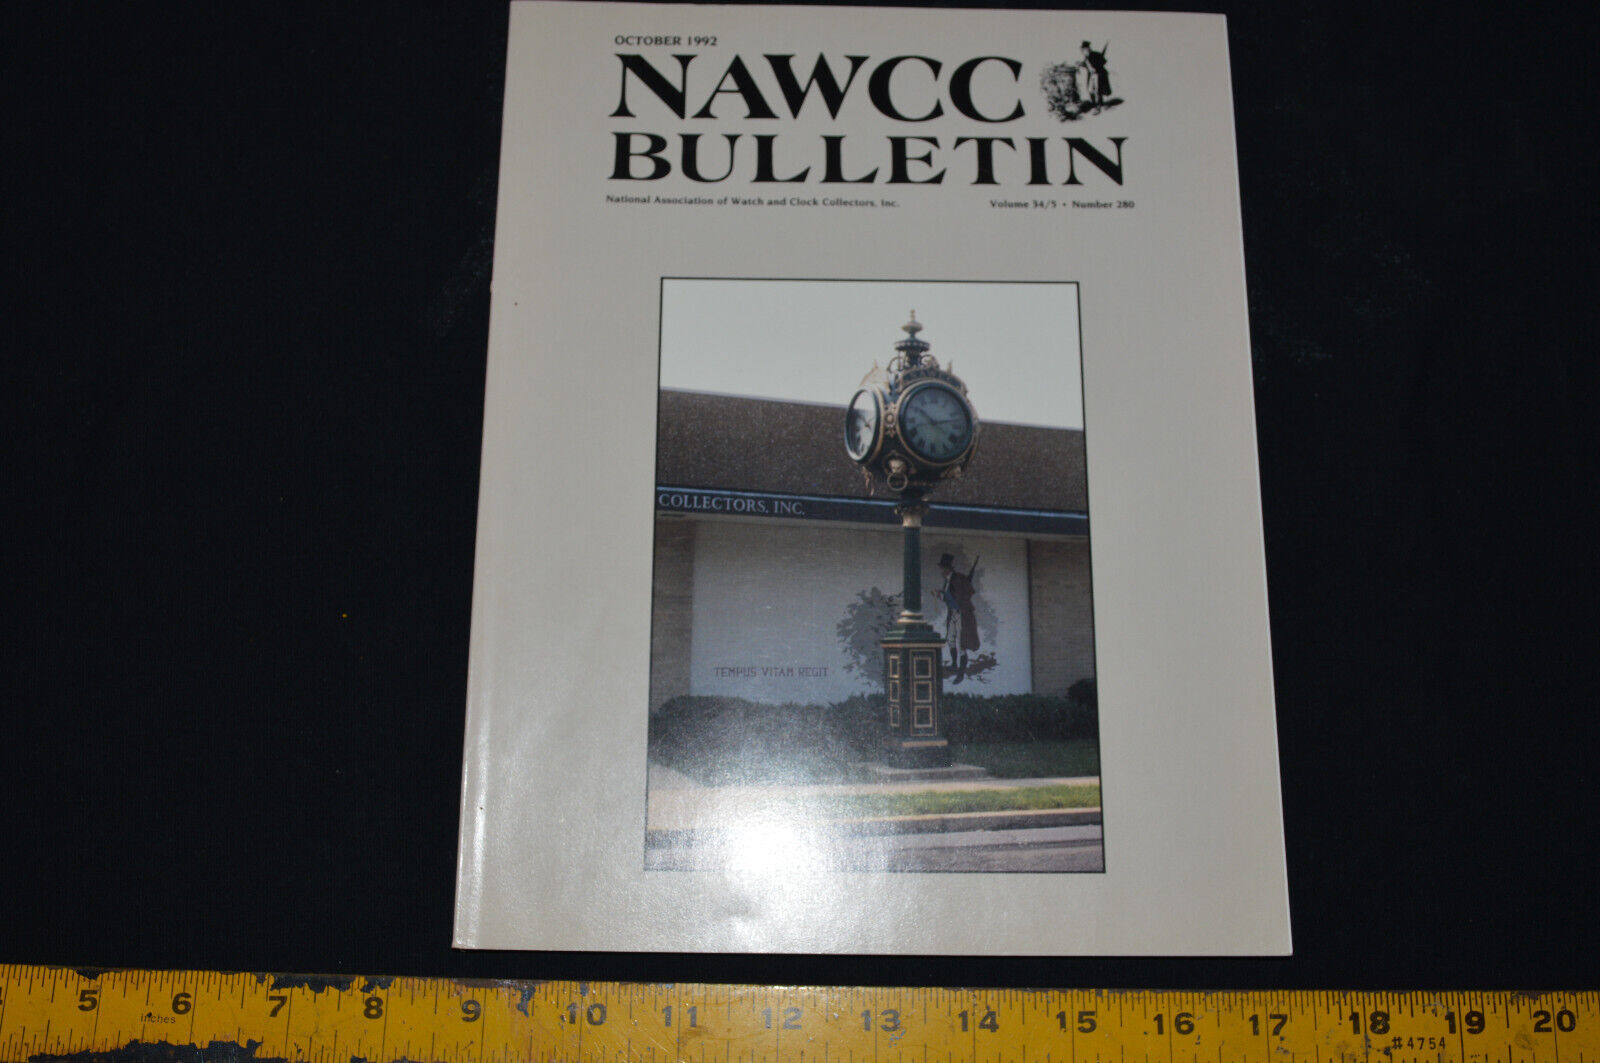 OCTOBER 1992
NAWCC
BULLETIN
National Association of Watch and Clock Collectors, Inc. Volume 34/5 • Number 280
NAWCC
COLLECTORS, INC.
TEMPUS VITAM REGIT
5 6 7 8 9 10 11 12 13 14 15 16 17 18 19 20
Inches
#4754